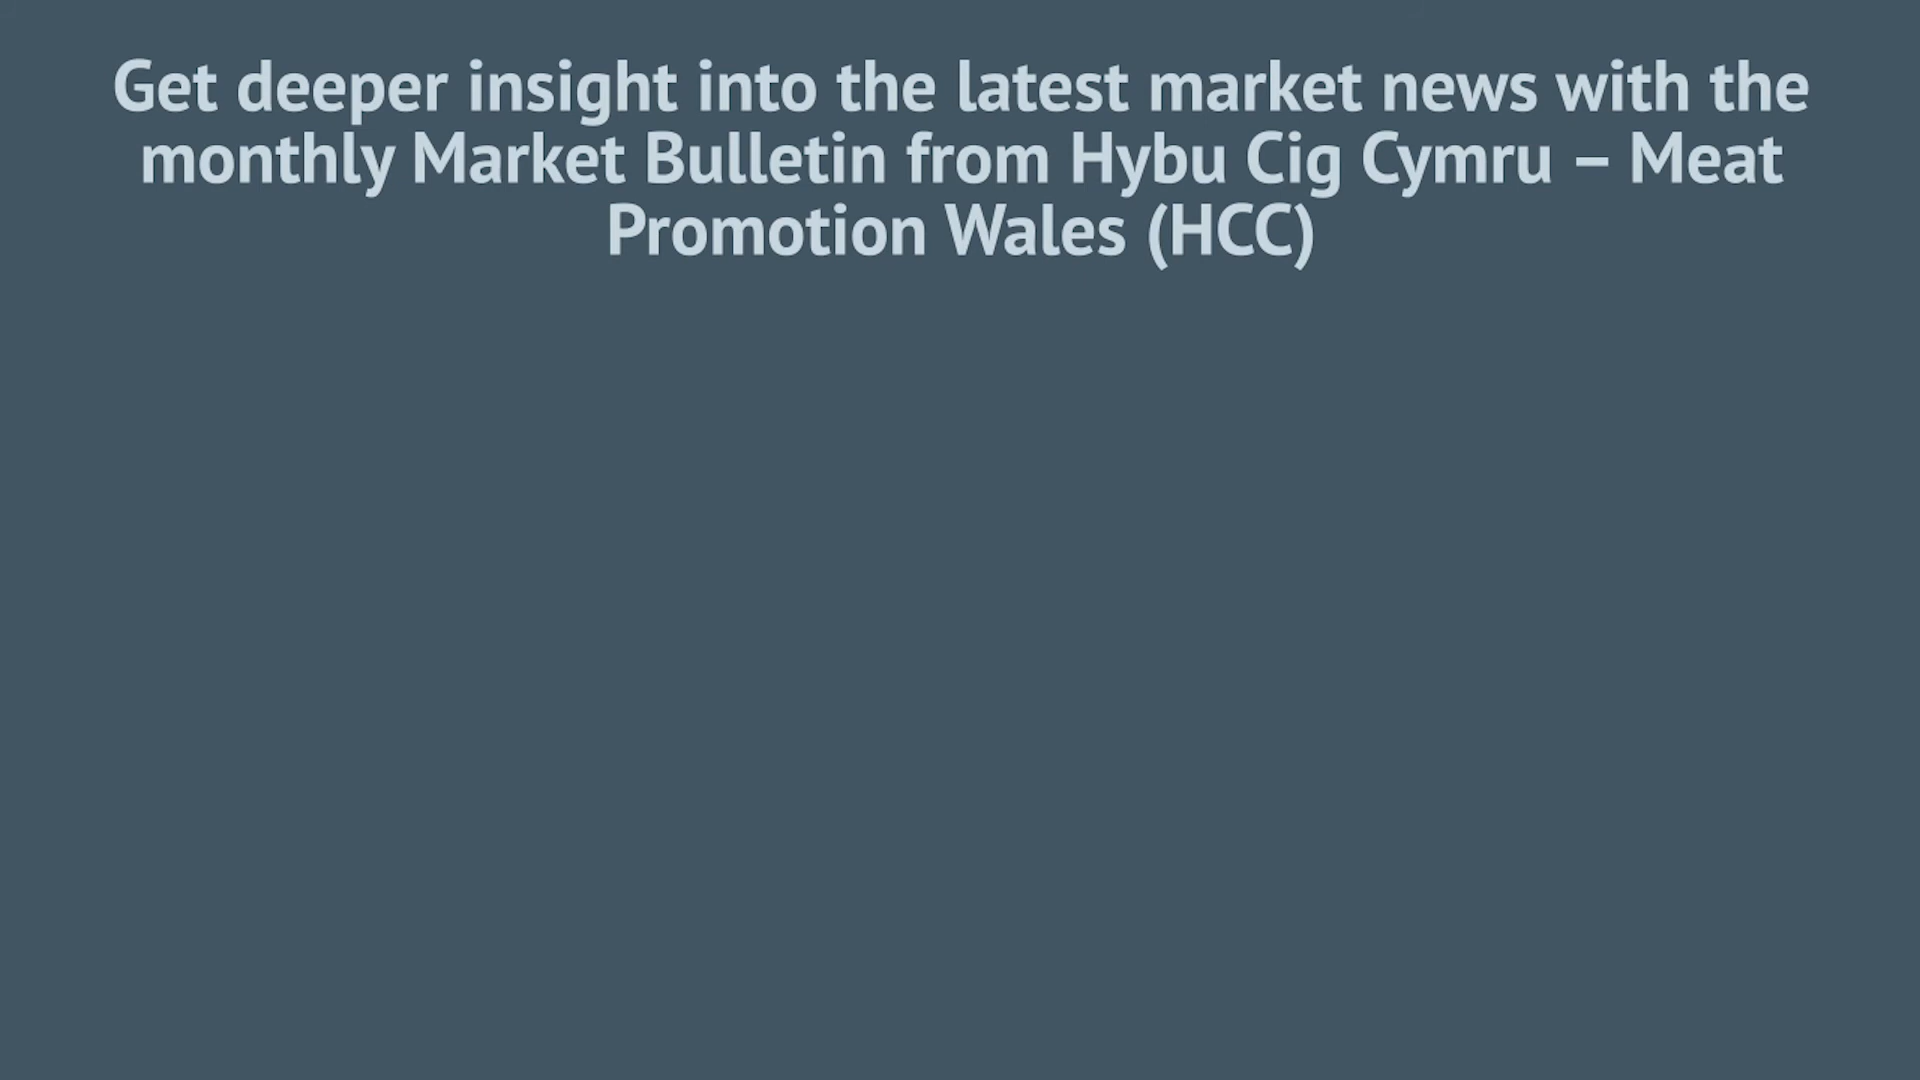 Get deeper insight into the latest market news with the
monthly Market Bulletin from Hybu Cig Cymru – Meat
Promotion Wales (HCC)